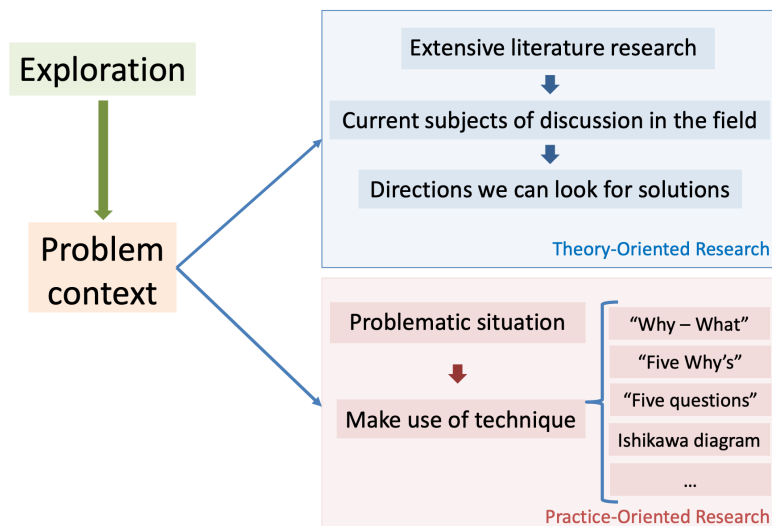 Exploration
Problem
context
Extensive literature research
Current subjects of discussion in the field
Directions we can look for solutions
Theory-Oriented Research
Problematic situation
Make use of technique
“Why – What”
“Five Why’s”
“Five questions”
Ishikawa diagram
...
Practice-Oriented Research